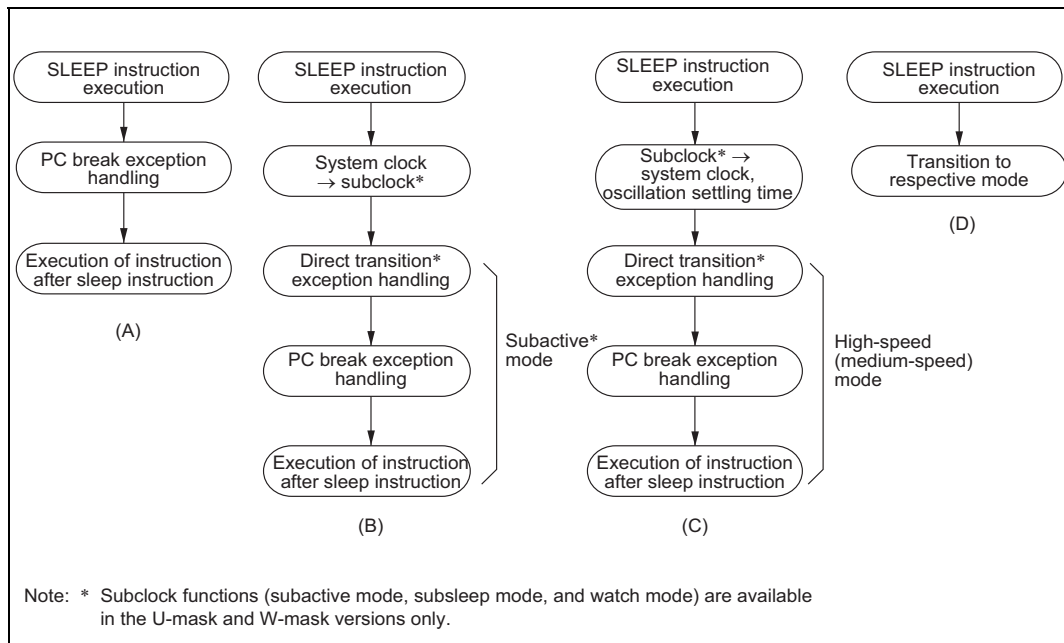 SLEEP instruction
execution
PC break exception
handling
Execution of instruction
after sleep instruction
(A)
SLEEP instruction
execution
System clock
→ subclock*
Direct transition*
exception handling
PC break exception
handling
Execution of instruction
after sleep instruction
Subactive*
mode
(B)
SLEEP instruction
execution
Subclock* →
system clock,
oscillation settling time
Direct transition*
exception handling
PC break exception
handling
Execution of instruction
after sleep instruction
High-speed
(medium-speed)
mode
(C)
SLEEP instruction
execution
Transition to
respective mode
(D)
Note: * Subclock functions (subactive mode, subsleep mode, and watch mode) are available
in the U-mask and W-mask versions only.